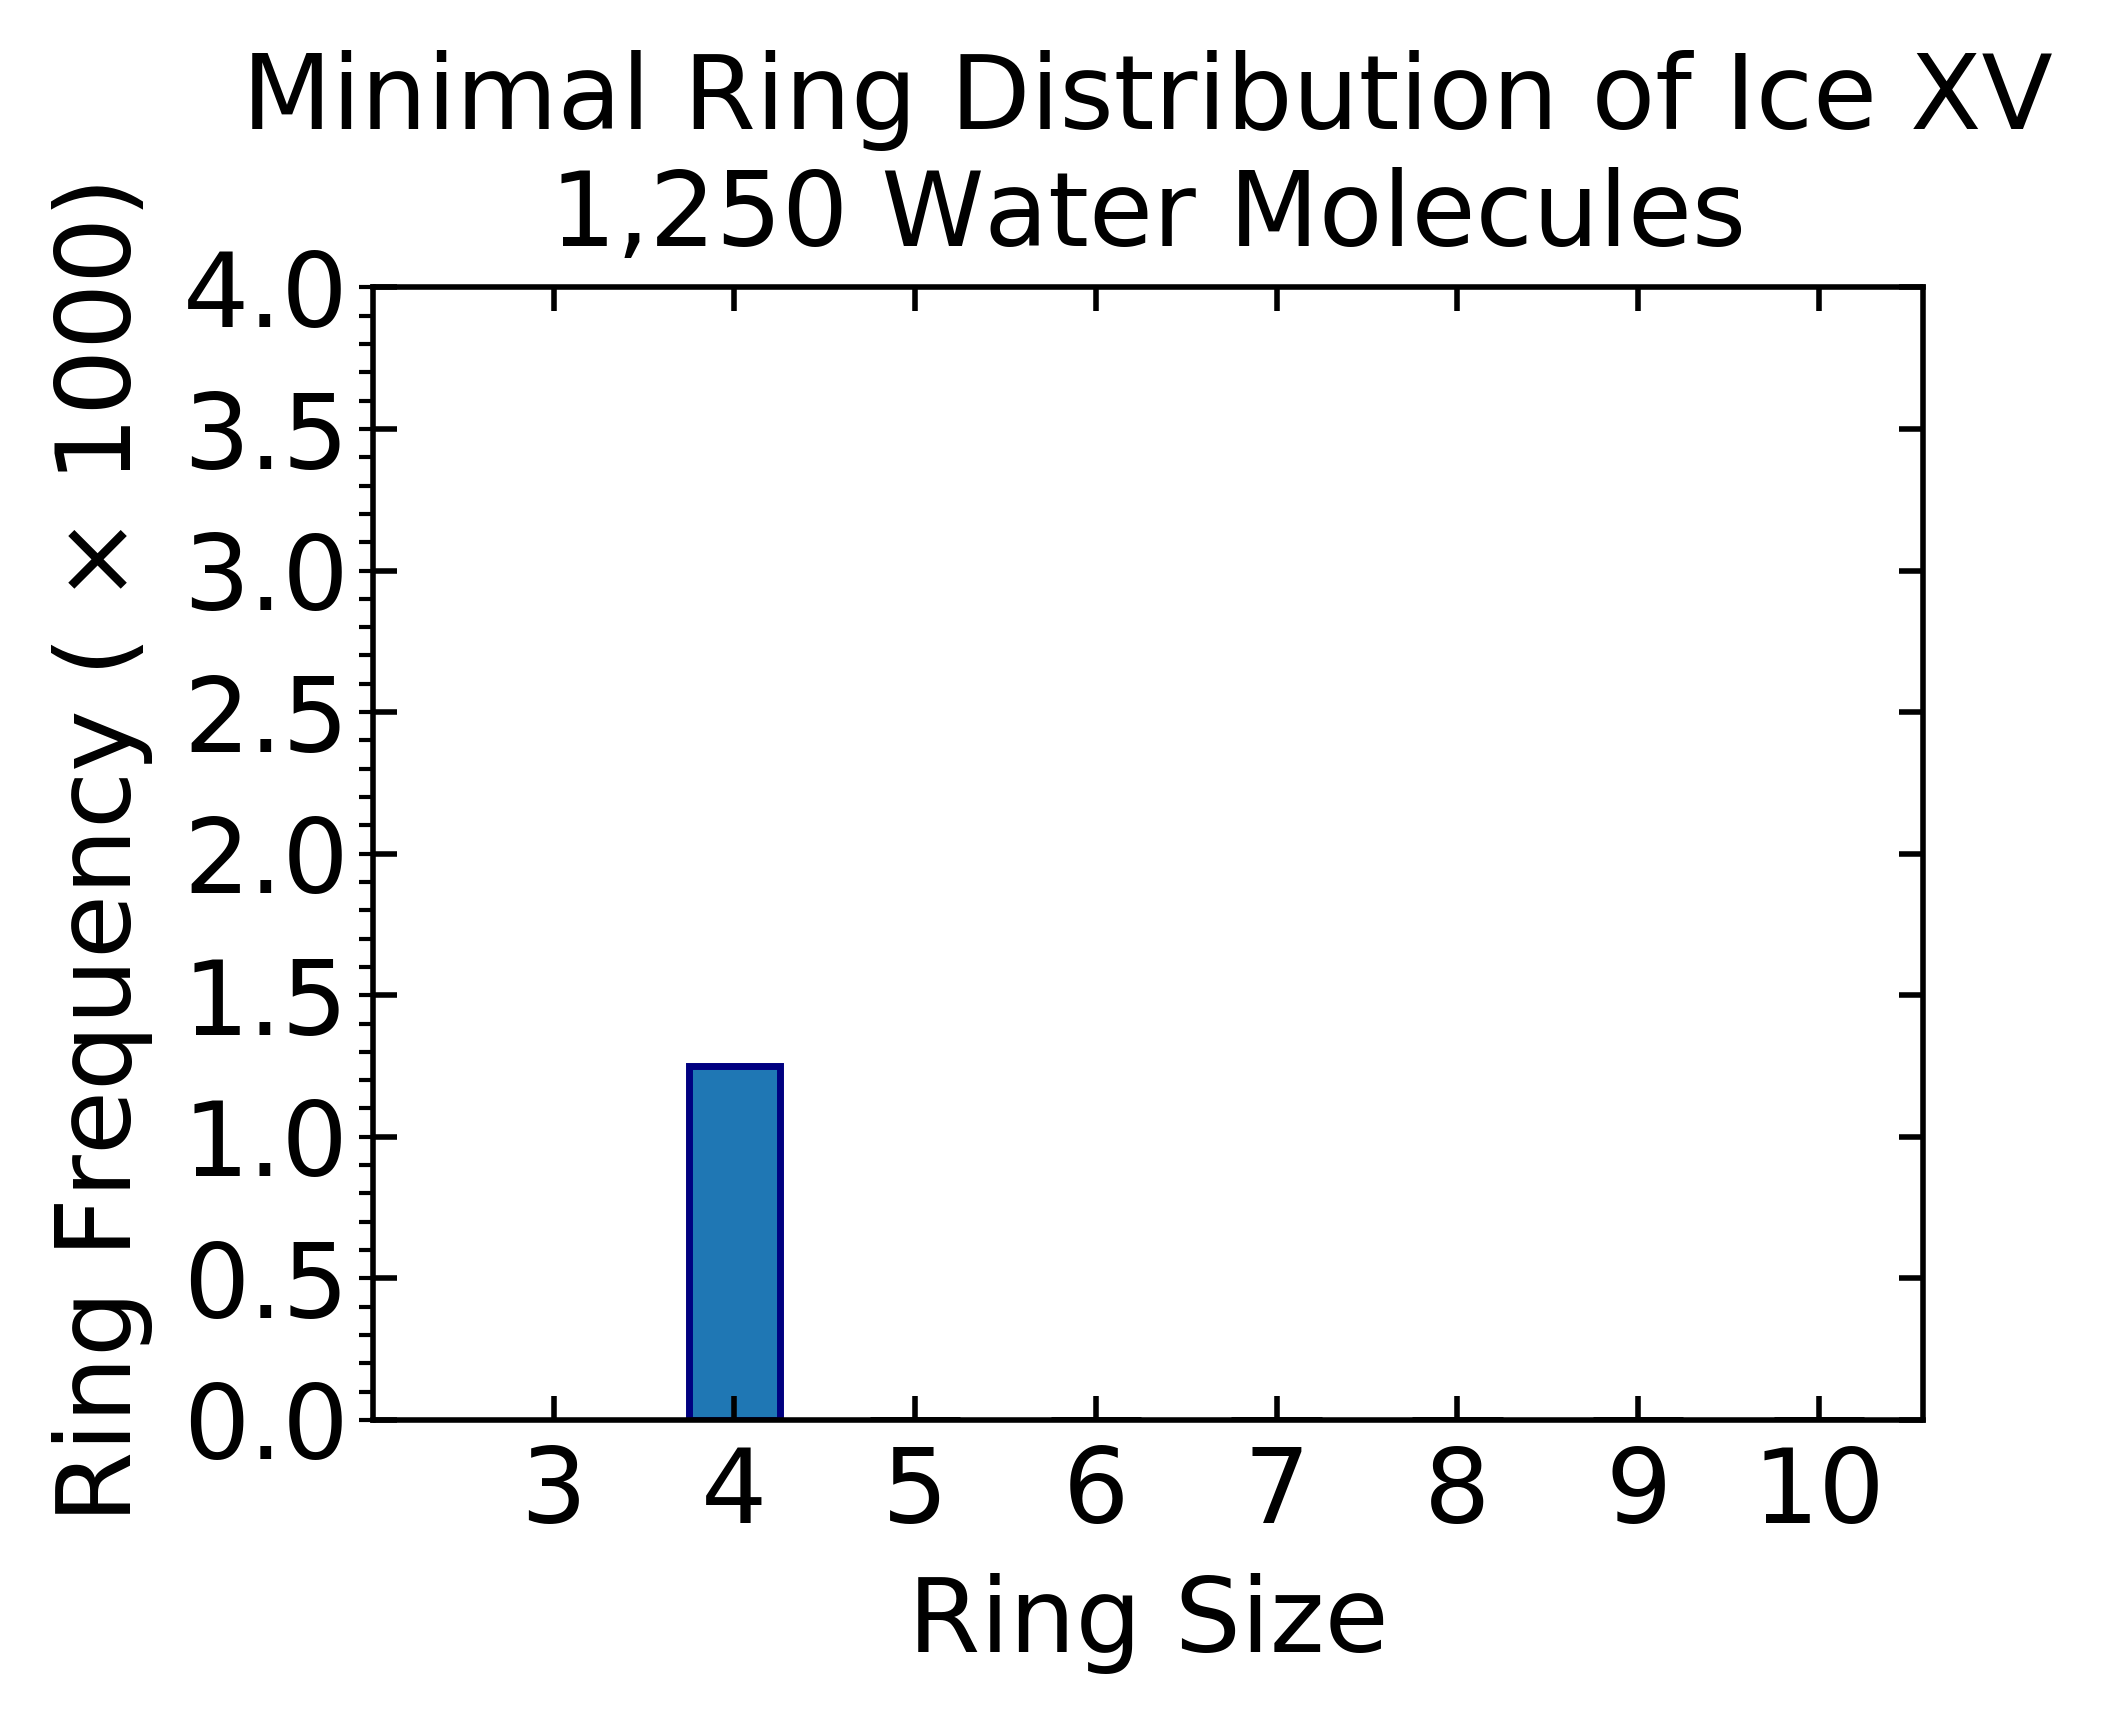 Minimal Ring Distribution of Ice XV
1,250 Water Molecules
Ring Frequency ( × 1000)
4.0
3.5
3.0
2.5
2.0
1.5
1.0
0.5
0.0
3 4 5 6 7 8 9 10
Ring Size